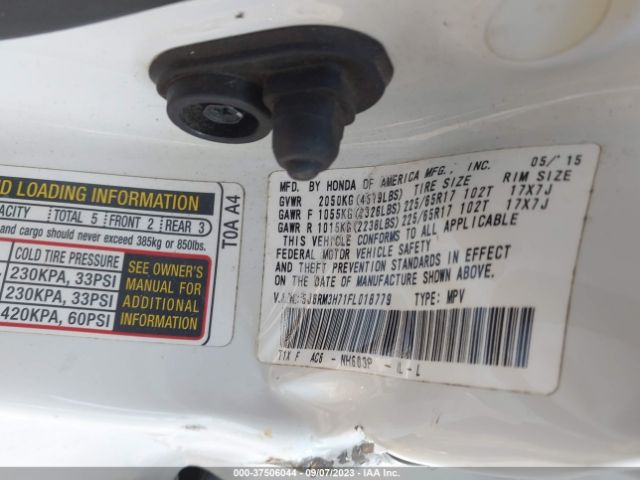 D LOADING INFORMATION
ACITY TOTAL 5 FRONT 2 REAR 3
and cargo should never exceed 385kg or 850lbs.
COLD TIRE PRESSURE
230KPA, 33PSI
230KPA, 33PSI
420KPA, 60PSI
SEE OWNER'S
MANUAL FOR
ADDITIONAL
INFORMATION
T0A A4
MFD. BY HONDA OF AMERICA MFG., INC. 05/ 15
GVWR 2050KG(4519LBS) TIRE SIZE RIM SIZE
GAWR F 1055KG(2326LBS) 225/65R17 102T 17X7J
GAWR R 1015KG(2238LBS) 225/65R17 102T 17X7J
THIS VEHICLE CONFORMS TO ALL APPLICABLE
FEDERAL MOTOR VEHICLE SAFETY
AND THEFT PREVENTION STANDARDS IN EFFECT
ON THE DATE OF MANUFACTURE SHOWN ABOVE.
TYPE: MPV
T1X F AC6 - NH603P - IL - L
000-37506044 — 09/07/2023 — IAA Inc.